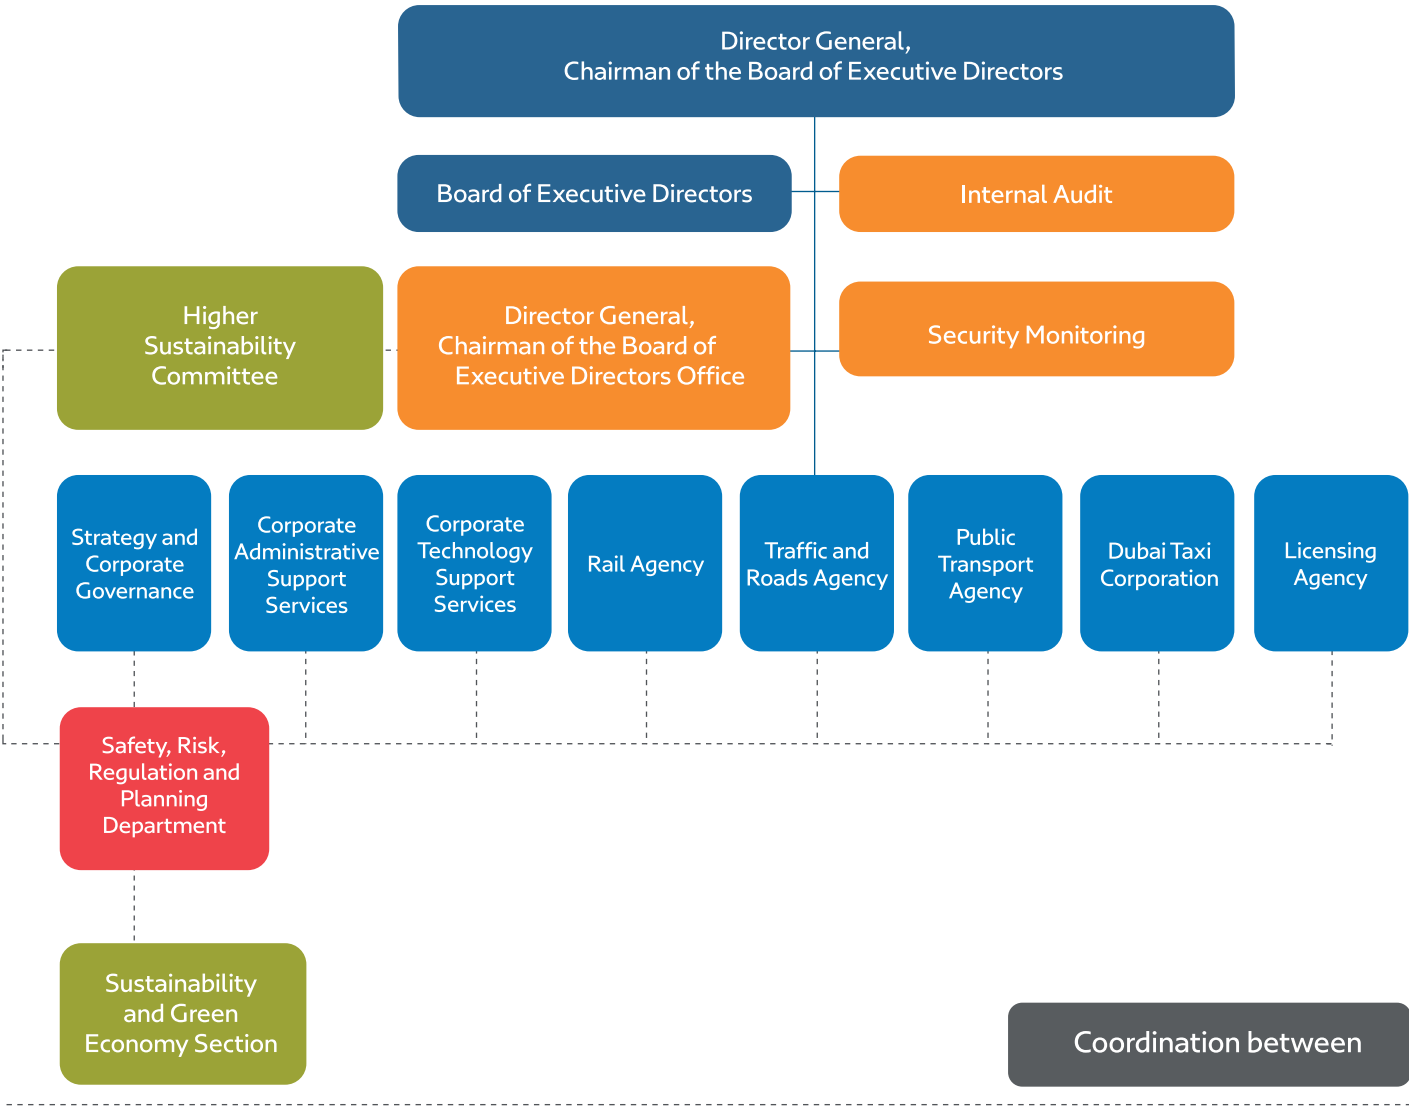 Director General,
Chairman of the Board of Executive Directors
Board of Executive Directors
Internal Audit
Higher
Sustainability
Committee
Director General,
Chairman of the Board of
Executive Directors Office
Security Monitoring
Strategy and
Corporate
Governance
Corporate
Administrative
Support
Services
Corporate
Technology
Support
Services
Rail Agency
Traffic and
Roads Agency
Public
Transport
Agency
Dubai Taxi
Corporation
Licensing
Agency
Safety, Risk,
Regulation and
Planning
Department
Sustainability
and Green
Economy Section
Coordination between